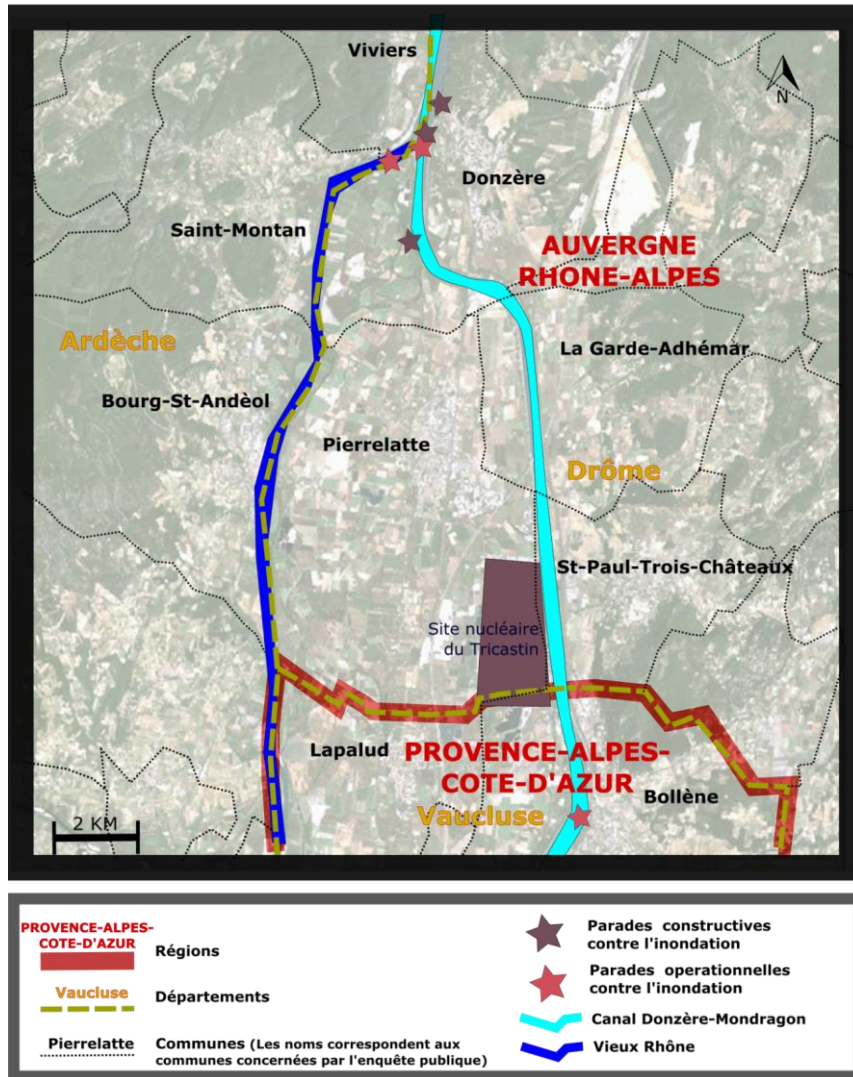 Viviers
N
Donzère
Saint-Montan
AUVERGNE
RHONE-ALPES
Ardèche
La Garde-Adhémar
Bourg-St-Andèol
Pierrelatte
Drôme
St-Paul-Trois-Châteaux
Site nucléaire
du Tricastin
Lapalud
PROVENCE-ALPES-
COTE-D'AZUR
Bollène
Vaucluse
2 KM
PROVENCE-ALPES-
COTE-D'AZUR
Régions
Vaucluse
Départements
Pierrelatte
Communes (Les noms correspondent aux
communes concernées par l'enquête publique)
Parades constructives
contre l'inondation
Parades operationnelles
contre l'inondation
Canal Donzère-Mondragon
Vieux Rhône